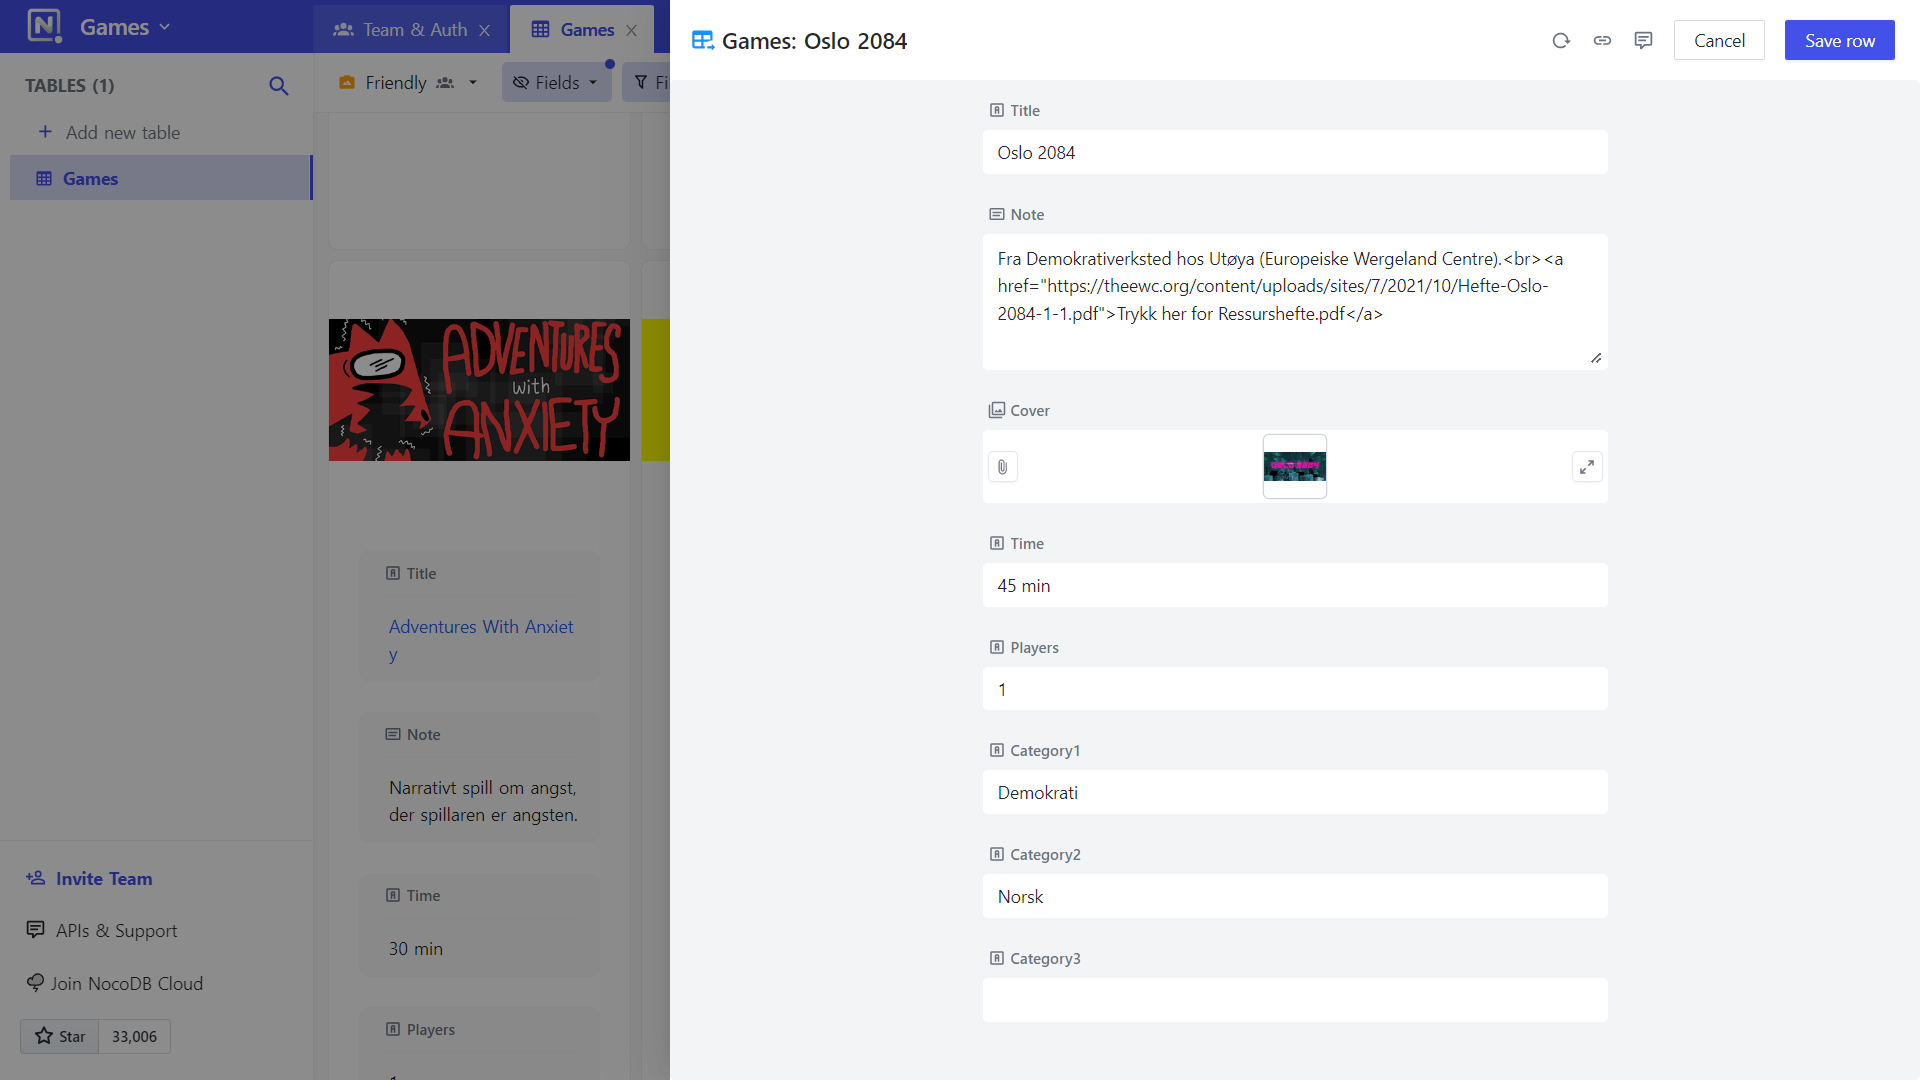 Games
Team & Auth
Games
Games: Oslo 2084
Cancel
Save row
TABLES (1)
Add new table
Games
Friendly
Fields
Fi
ADVENTURES
with
ANXIETY
Title
Adventures With Anxiet
y
Note
Narrativt spill om angst,
der spillaren er angsten.
Time
30 min
Players
Invite Team
APIs & Support
Join NocoDB Cloud
Star
33,006
Title
Oslo 2084
Note
Fra Demokrativerksted hos Utøya (Europeiske Wergeland Centre).<br><a
href="https://theewc.org/content/uploads/sites/7/2021/10/Hefte-Oslo-
2084-1-1.pdf">Trykk her for Ressurshefte.pdf</a>
Cover
OSLO 2084
Time
45 min
Players
1
Category1
Demokrati
Category2
Norsk
Category3